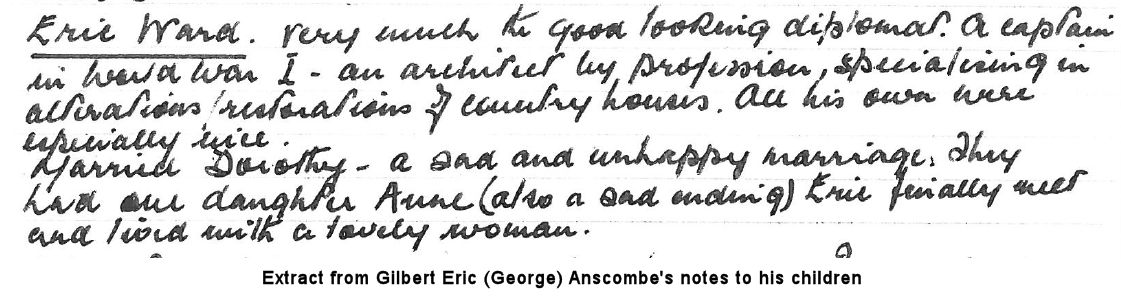 Eric Ward. Very much the good looking diplomat. A captain
in World War I - an architect by profession, specialising in
alterations/restorations of country houses. All his own were
especially nice.
Married Dorothy - a sad and unhappy marriage. They
had one daughter Anne (also a sad ending) Eric finally meet
and lived with a lovely woman.
Extract from Gilbert Eric (George) Anscombe's notes to his children